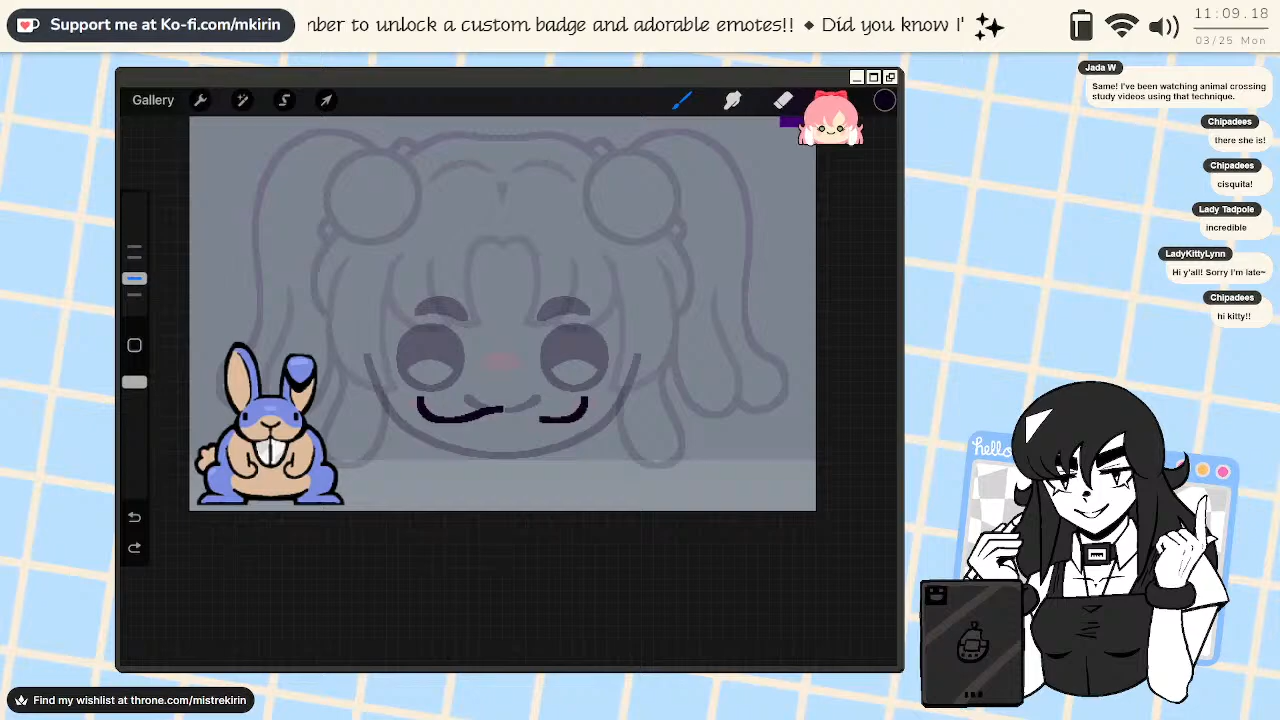 Support me at Ko-fi.com/mkirin
nber to unlock a custom badge and adorable emotes!! ⬥ Did you know I'
11:09.18
03/25 Mon
Gallery
Jada W
Same! I've been watching animal crossing
study videos using that technique.
Chipadees
there she is!
Chipadees
cisquita!
Lady Tadpole
incredible
LadyKittyLynn
Hi y'all! Sorry I'm late~
Chipadees
hi kitty!!
hello
Find my wishlist at throne.com/mistrekirin